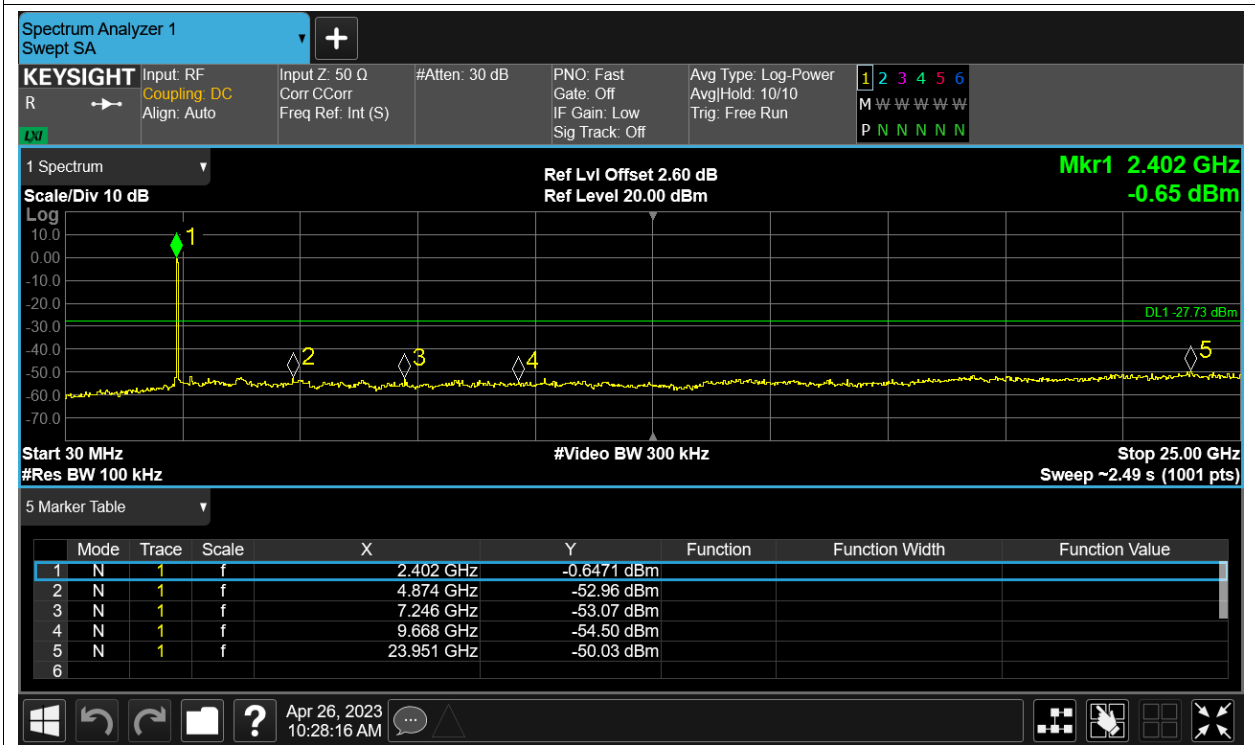 Spectrum Analyzer 1
Swept SA
KEYSIGHT
R
LXI
Input: RF
Coupling: DC
Align: Auto
Input Z: 50 Ω
Corr CCorr
Freq Ref: Int (S)
#Atten: 30 dB
PNO: Fast
Gate: Off
IF Gain: Low
Sig Track: Off
Avg Type: Log-Power
Avg|Hold: 10/10
Trig: Free Run
1 2 3 4 5 6
M W W W W W
P N N N N N
1 Spectrum
Scale/Div 10 dB
Ref Lvl Offset 2.60 dB
Ref Level 20.00 dBm
Mkr1 2.402 GHz
-0.65 dBm
Log
10.0
0.00
-10.0
-20.0
-30.0
-40.0
-50.0
-60.0
-70.0
1
2
3
4
5
DL1 -27.73 dBm
Start 30 MHz
#Video BW 300 kHz
Stop 25.00 GHz
#Res BW 100 kHz
Sweep ~2.49 s (1001 pts)
5 Marker Table
Mode Trace Scale X Y Function Function Width Function Value
1 N 1 f 2.402 GHz -0.6471 dBm
2 N 1 f 4.874 GHz -52.96 dBm
3 N 1 f 7.246 GHz -53.07 dBm
4 N 1 f 9.668 GHz -54.50 dBm
5 N 1 f 23.951 GHz -50.03 dBm
6
?
Apr 26, 2023
10:28:16 AM